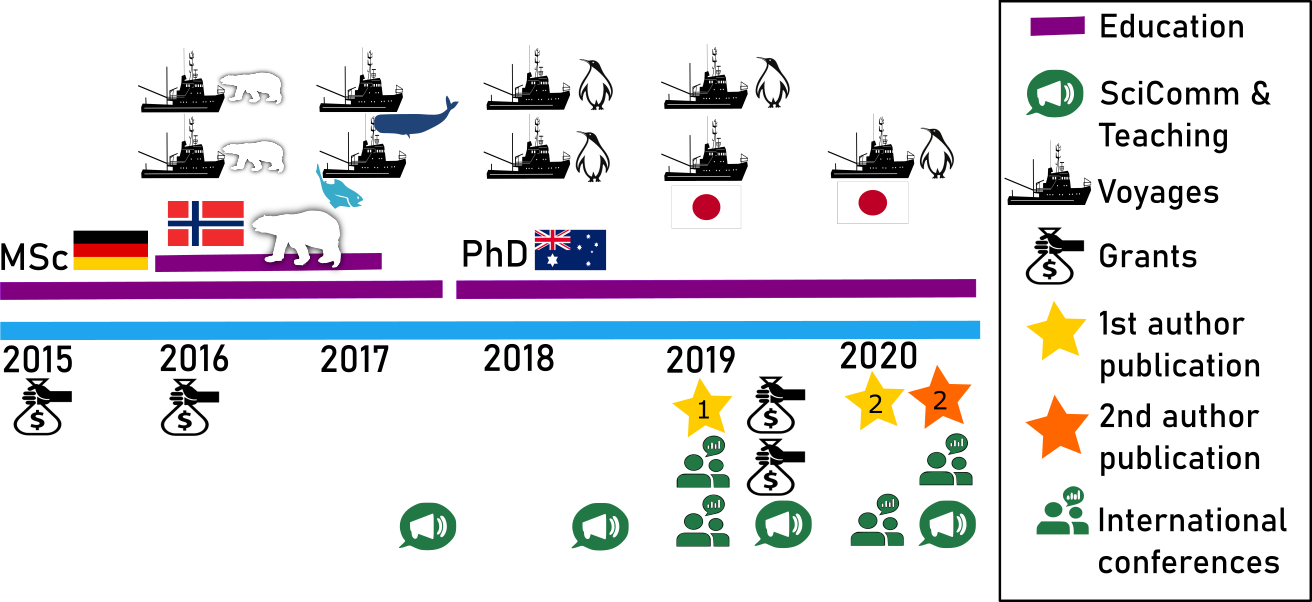 MSc
PhD
2015
2016
2017
2018
2019
2020
$
$
1
$
2
2
$
Education
SciComm &
Teaching
Voyages
$
Grants
1st author
publication
2nd author
publication
International
conferences